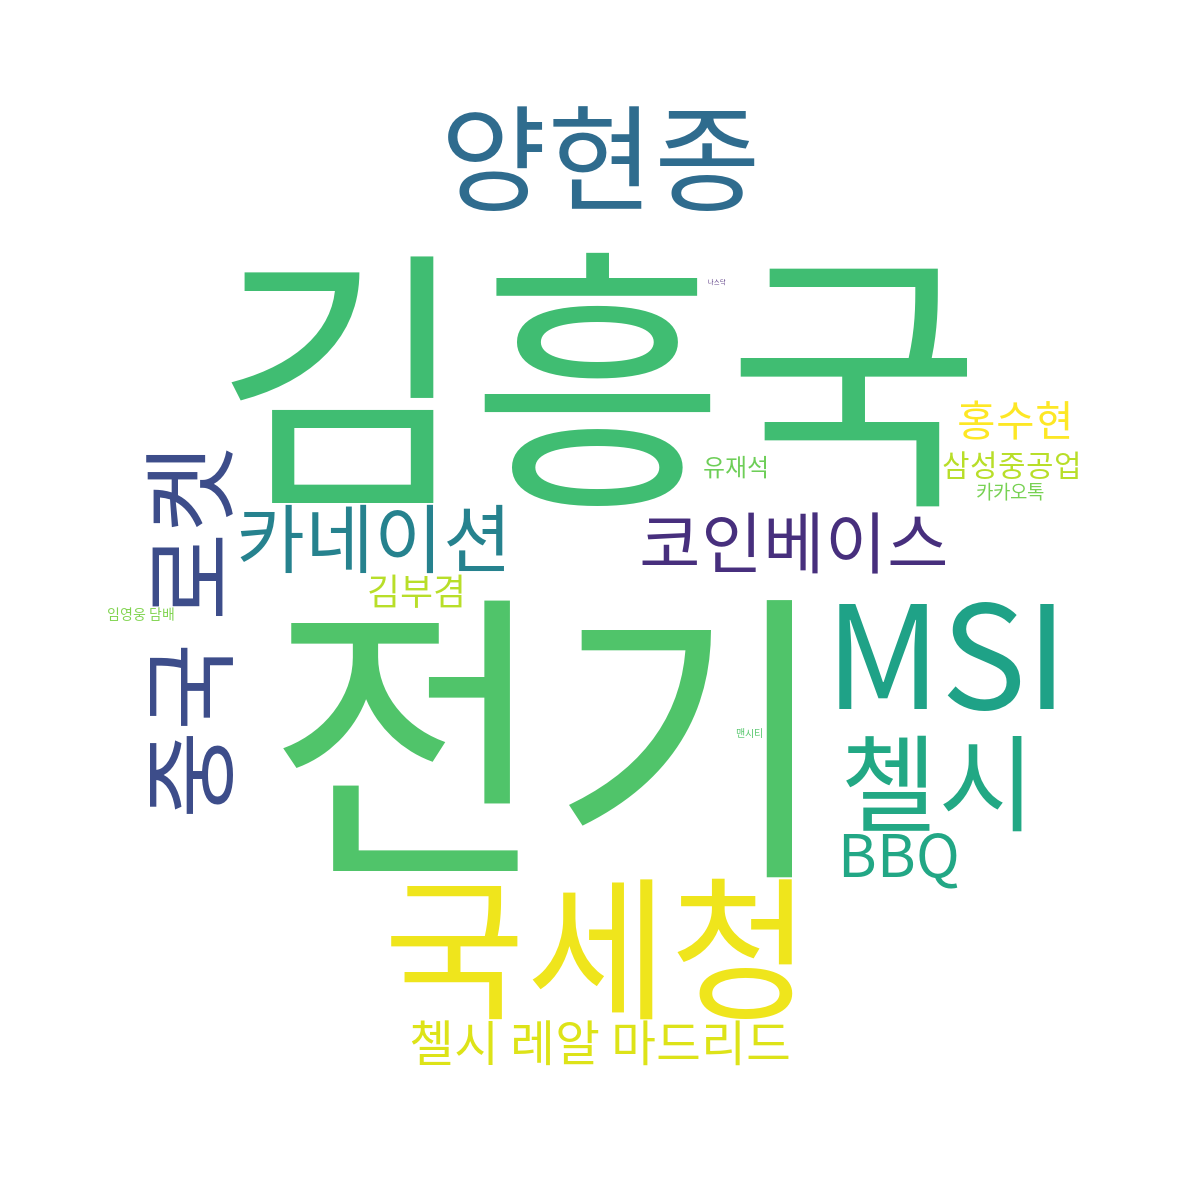 양현종
김흥국
나스닥
홍수현
삼성중공업
유재석
카카오톡
중국 로켓
카네이션
코인베이스
김부겸
임영웅 담배
전기
MSI
맨시티
첼시
BBQ
국세청
첼시 레알 마드리드